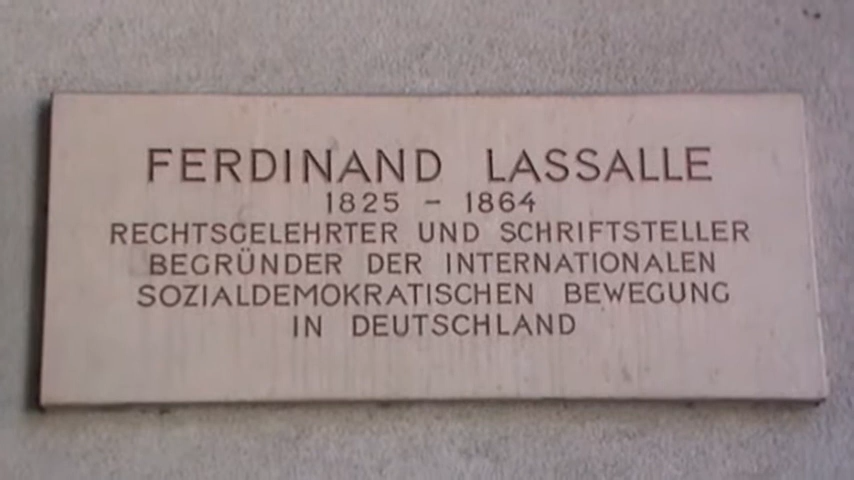 FERDINAND LASSALLE
1825 - 1864
RECHTSGELEHRTER UND SCHRIFTSTELLER
BEGRÜNDER DER INTERNATIONALEN
SOZIALDEMOKRATISCHEN BEWEGUNG
IN DEUTSCHLAND